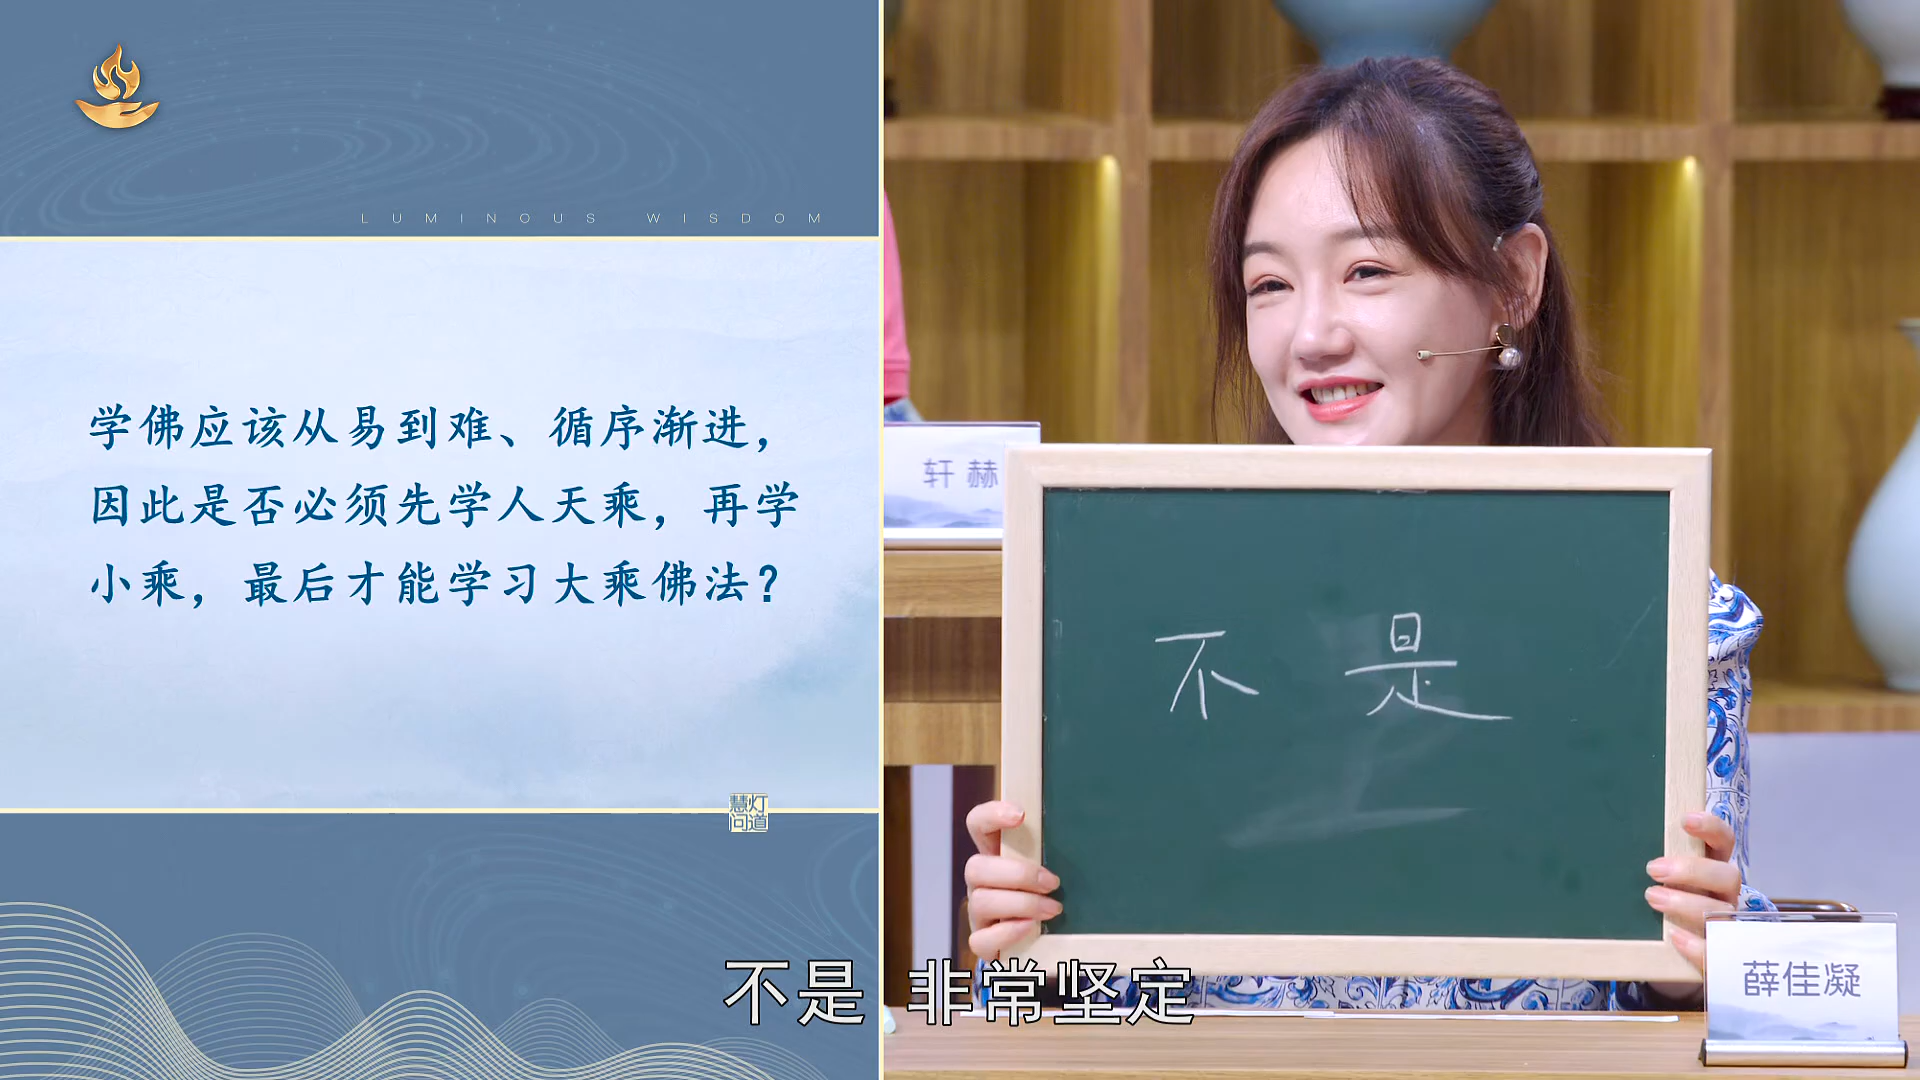 LUMINOUS WISDOM
学佛应该从易到难、循序渐进，
因此是否必须先学人天乘，再学
小乘，最后才能学习大乘佛法？
慧灯
问道
轩赫
不是
薛佳凝
不是 非常坚定